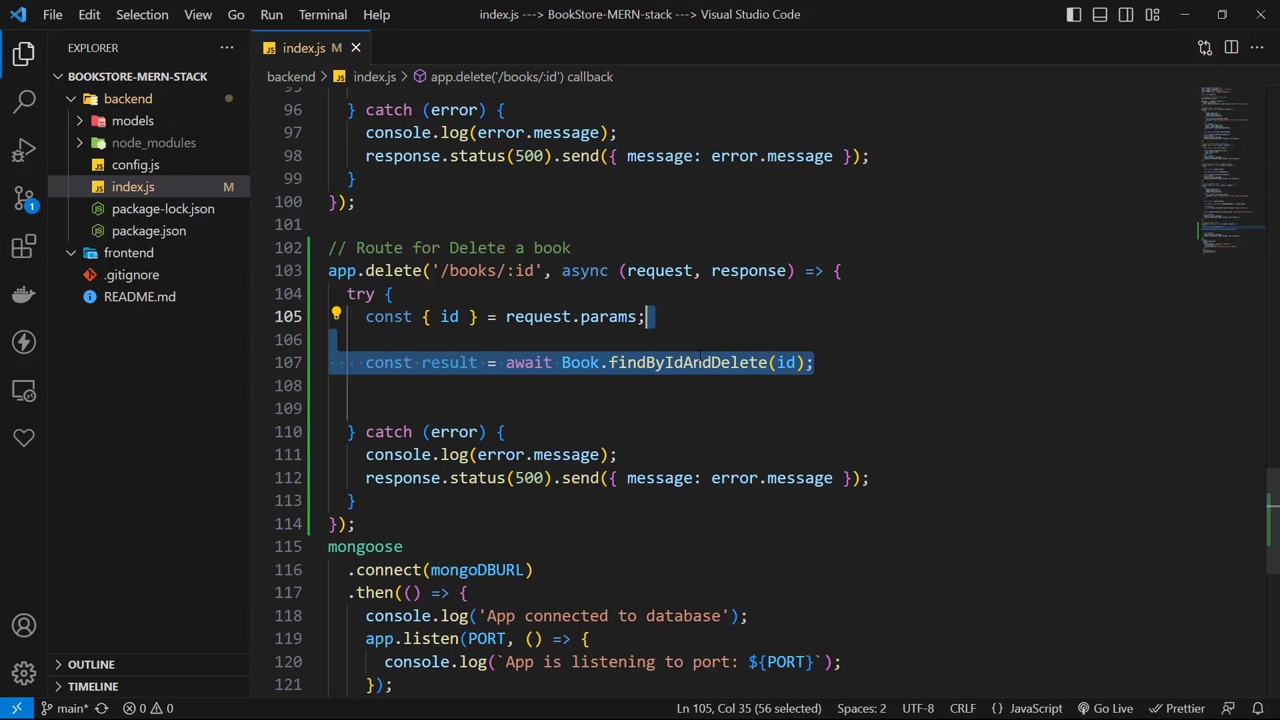 File Edit Selection View Go Run Terminal Help
index.js ---> BookStore-MERN-stack ---> Visual Studio Code
EXPLORER
BOOKSTORE-MERN-STACK
backend
models
node_modules
config.js
index.js M
package-lock.json
package.json
frontend
.gitignore
README.md
OUTLINE
TIMELINE
1
JS index.js M
backend > JS index.js > app.delete('/books/:id') callback
96 } catch (error) {
97 console.log(error.message);
98 response.status(500).send({ message: error.message });
99 }
100 });
101
102 // Route for Delete a book
103 app.delete('/books/:id', async (request, response) => {
104 try {
105 const { id } = request.params;
106
107 const result = await Book.findByIdAndDelete(id);
108
109
110 } catch (error) {
111 console.log(error.message);
112 response.status(500).send({ message: error.message });
113 }
114 });
115 mongoose
116 .connect(mongoDBURL)
117 .then(() => {
118 console.log('App connected to database');
119 app.listen(PORT, () => {
120 console.log(`App is listening to port: ${PORT}`);
121 });
main* 0 0 Ln 105, Col 35 (56 selected) Spaces: 2 UTF-8 CRLF {} JavaScript Go Live Prettier